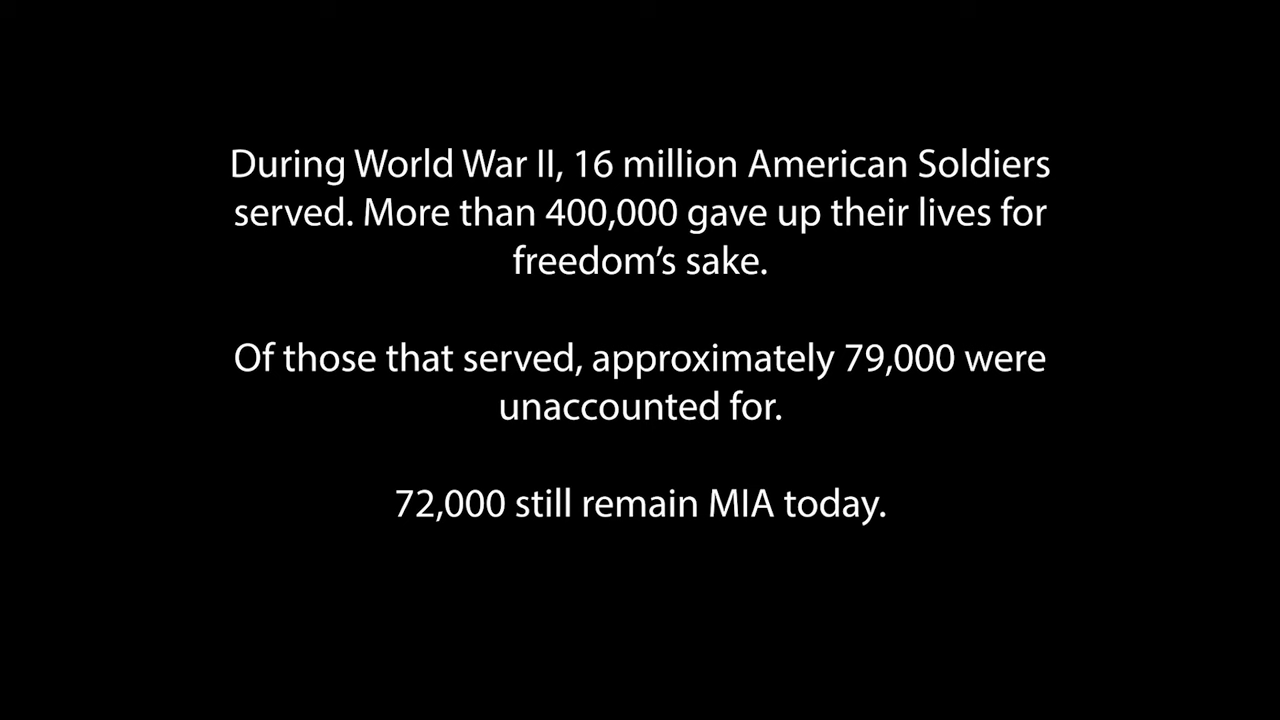 During World War II, 16 million American Soldiers
served. More than 400,000 gave up their lives for
freedom’s sake.
Of those that served, approximately 79,000 were
unaccounted for.
72,000 still remain MIA today.